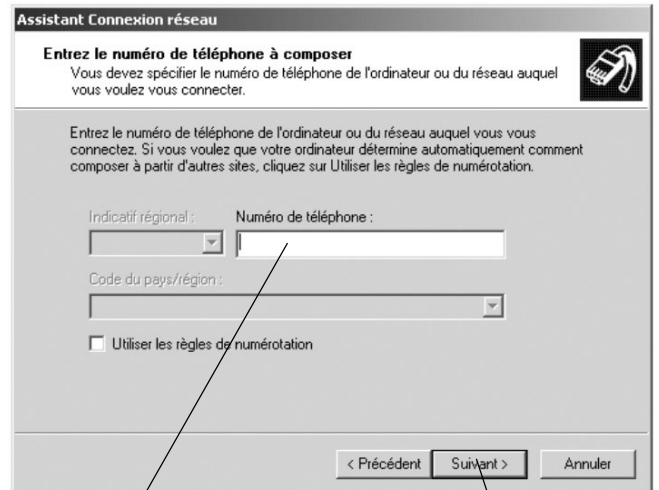 Assistant Connexion réseau
Entrez le numéro de téléphone à composer
Vous devez spécifier le numéro de téléphone de l'ordinateur ou du réseau auquel
vous voulez vous connecter.
Entrez le numéro de téléphone de l'ordinateur ou du réseau auquel vous vous
connectez. Si vous voulez que votre ordinateur détermine automatiquement comment
composer à partir d'autres sites, cliquez sur Utiliser les règles de numérotation.
Indicatif régional : Numéro de téléphone :
Code du pays/région :
Utiliser les règles de numérotation
< Précédent Suivant > Annuler